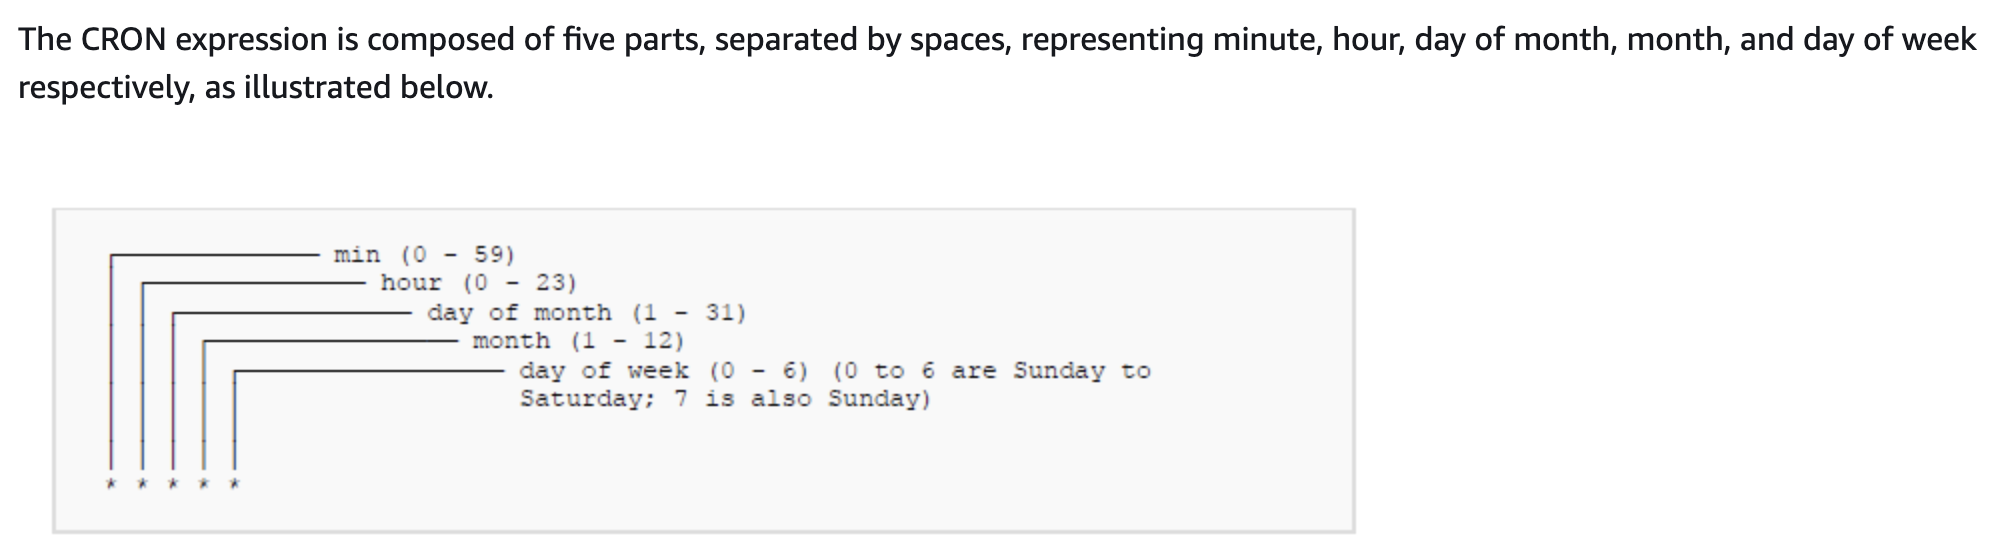 The CRON expression is composed of five parts, separated by spaces, representing minute, hour, day of month, month, and day of week
respectively, as illustrated below.
min (0 - 59)
hour (0 - 23)
day of month (1 - 31)
month (1 - 12)
day of week (0 - 6) (0 to 6 are Sunday to
Saturday; 7 is also Sunday)
* * * * *